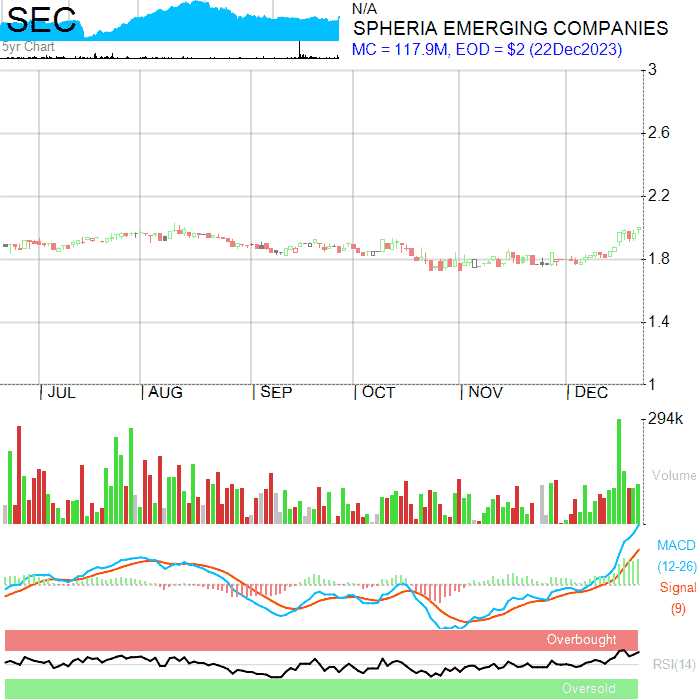 SEC
5yr Chart
N/A
SPHERIA EMERGING COMPANIES
MC = 117.9M, EOD = $2 (22Dec2023)
3
2.6
2.2
1.8
1.4
1
JUL AUG SEP OCT NOV DEC
294k
Volume
MACD
(12-26)
Signal
(9)
Overbought
RSI(14)
Oversold